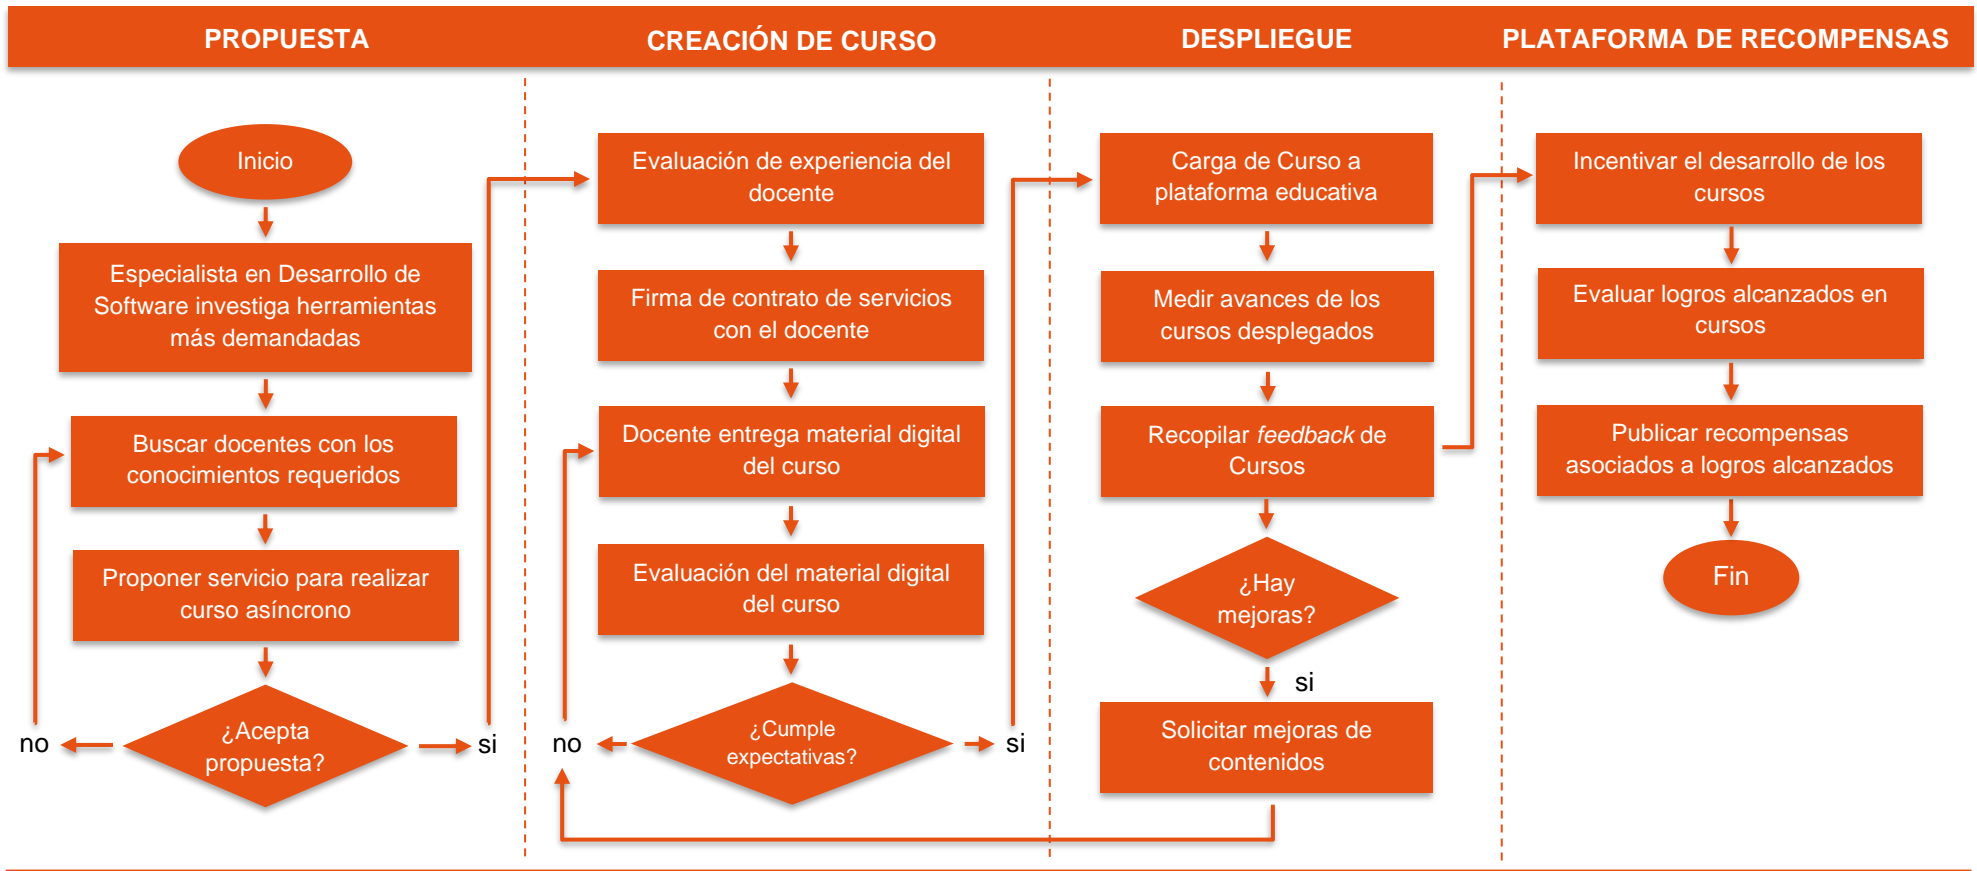 PROPUESTA
CREACIÓN DE CURSO
DESPLIEGUE
PLATAFORMA DE RECOMPENSAS
Inicio
Especialista en Desarrollo de
Software investiga herramientas
más demandadas
Buscar docentes con los
conocimientos requeridos
Proponer servicio para realizar
curso asíncrono
¿Acepta
propuesta?
no
si
Evaluación de experiencia del
docente
Firma de contrato de servicios
con el docente
Docente entrega material digital
del curso
Evaluación del material digital
del curso
¿Cumple
expectativas?
no
si
Carga de Curso a
plataforma educativa
Medir avances de los
cursos desplegados
Recopilar feedback de
Cursos
¿Hay
mejoras?
si
Solicitar mejoras de
contenidos
Incentivar el desarrollo de los
cursos
Evaluar logros alcanzados en
cursos
Publicar recompensas
asociados a logros alcanzados
Fin